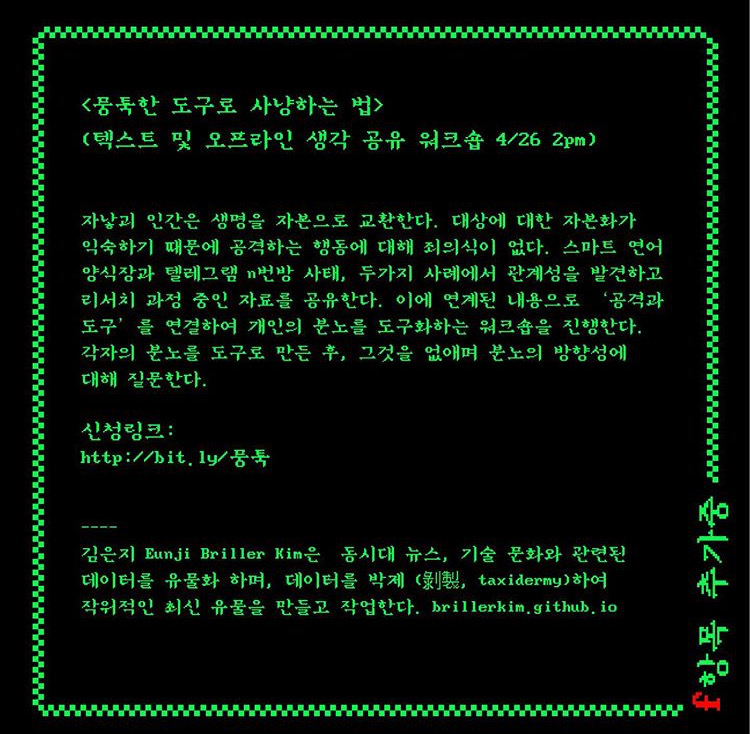 <뭉툭한 도구로 사냥하는 법>
(텍스트 및 오프라인 생각 공유 워크숍 4/26 2pm)
자낳괴 인간은 생명을 자본으로 교환한다. 대상에 대한 자본화가
익숙하기 때문에 공격하는 행동에 대해 죄의식이 없다. 스마트 연어
양식장과 텔레그램 n번방 사태, 두가지 사례에서 관계성을 발견하고
리서치 과정 중인 자료를 공유한다. 이에 연계된 내용으로 ‘공격과
도구’를 연결하여 개인의 분노를 도구화하는 워크숍을 진행한다.
각자의 분노를 도구로 만든 후, 그것을 없애며 분노의 방향성에
대해 질문한다.
신청링크:
http://bit.ly/뭉툭
----
김은지 Eunji Briller Kim은 동시대 뉴스, 기술 문화와 관련된
데이터를 유물화 하며, 데이터를 박제 (剝製, taxidermy)하여
작위적인 최신 유물을 만들고 작업한다. brillerkim.github.io
f항목 추가중